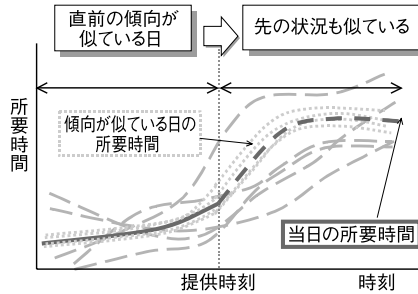 直前の傾向が
似ている日
先の状況も似ている
所要時間
傾向が似ている日の
所要時間
当日の所要時間
提供時刻
時刻